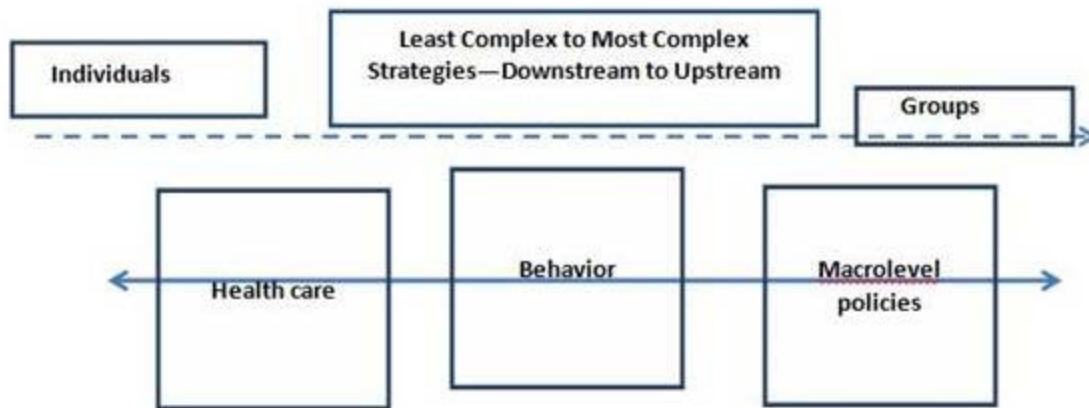 Least Complex to Most Complex
Strategies—Downstream to Upstream
Individuals
Groups
Health care
Behavior
Macrolevel
policies